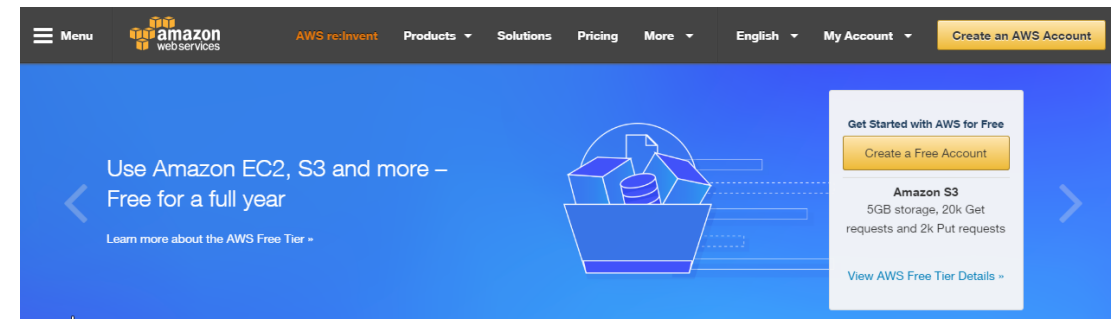 Menu
amazon
webservices
AWS re:Invent
Products
Solutions
Pricing
More
English
My Account
Create an AWS Account
Use Amazon EC2, S3 and more –
Free for a full year
Learn more about the AWS Free Tier »
Get Started with AWS for Free
Create a Free Account
Amazon S3
5GB storage, 20k Get
requests and 2k Put requests
View AWS Free Tier Details »